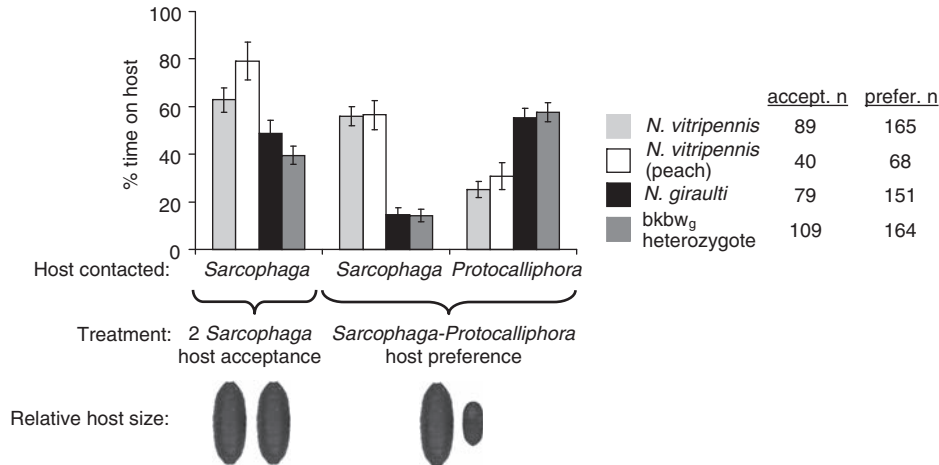 100
80
60
40
20
0
% time on host
accept. n prefer. n
N. vitripennis 89 165
N. vitripennis
(peach) 40 68
N. giraulti 79 151
bkbwg
heterozygote 109 164
Host contacted: Sarcophaga Sarcophaga Protocalliphora
Treatment: 2 Sarcophaga Sarcophaga-Protocalliphora
host acceptance host preference
Relative host size: